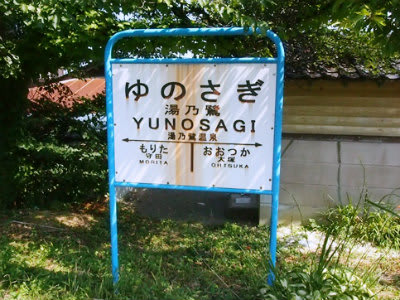 ゆのさぎ
湯乃鷺
YUNOSAGI
湯乃鷺温泉
もりた おおつか
守田 大塚
MORITA OHTSUKA